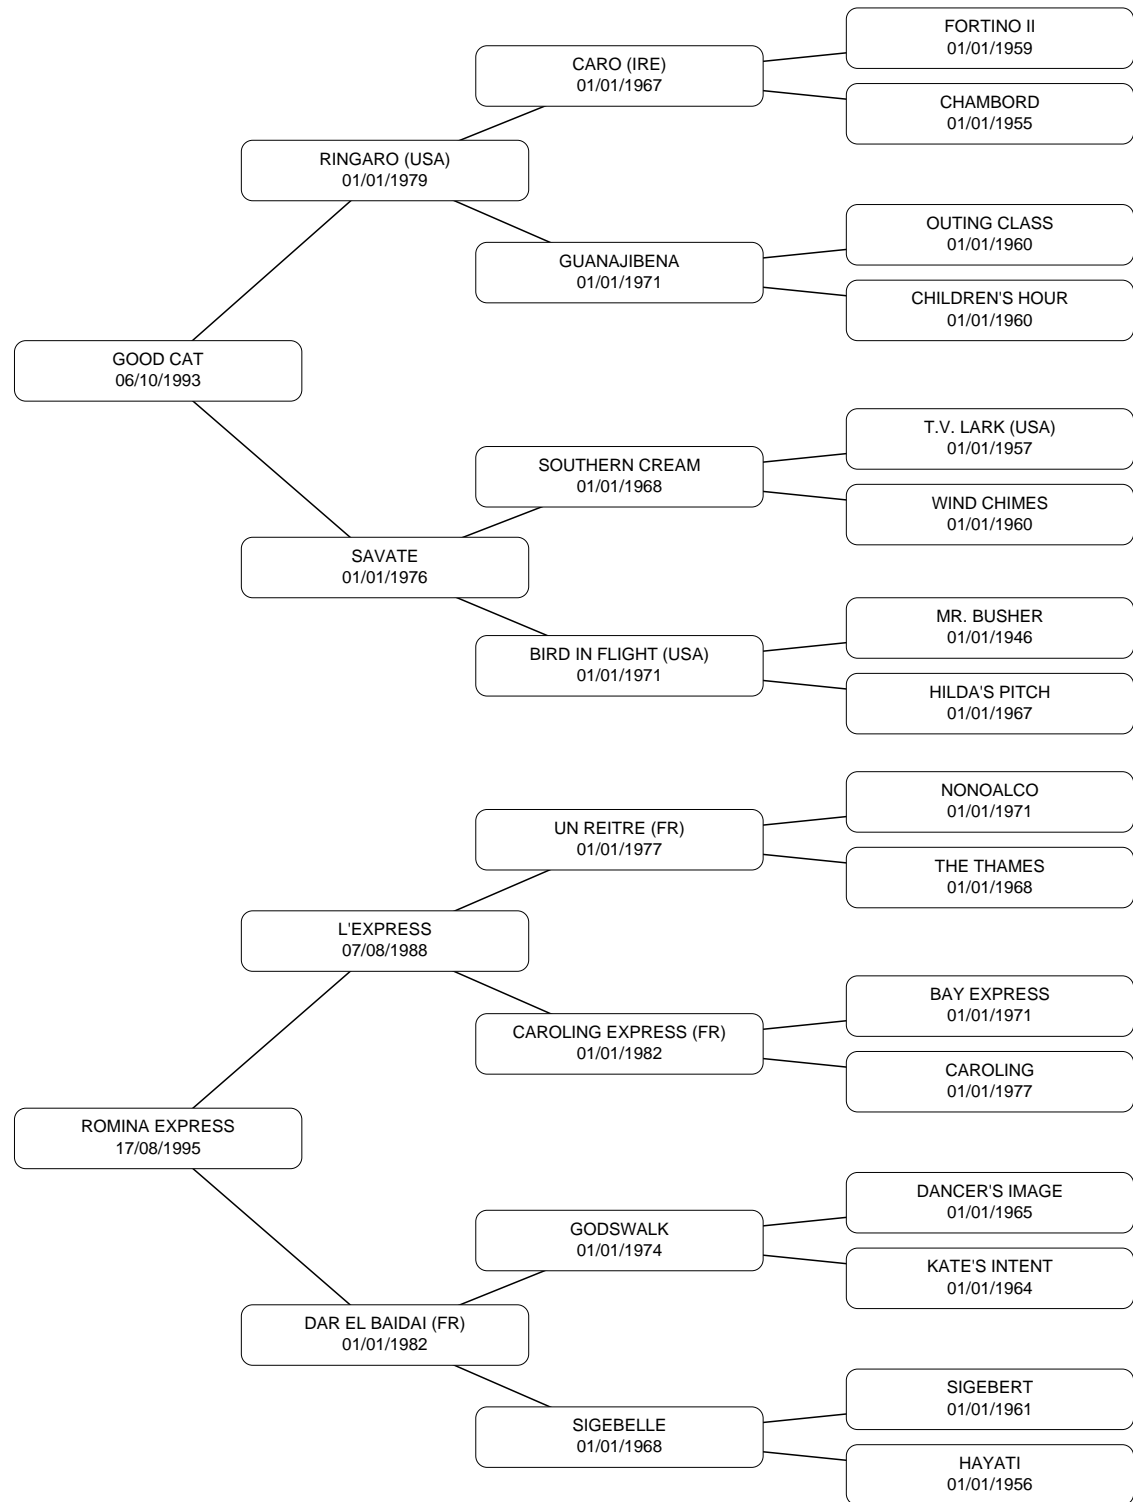 FORTINO II
01/01/1959
CARO (IRE)
01/01/1967
CHAMBORD
01/01/1955
RINGARO (USA)
01/01/1979
OUTING CLASS
01/01/1960
GUANAJIBENA
01/01/1971
CHILDREN'S HOUR
01/01/1960
GOOD CAT
06/10/1993
T.V. LARK (USA)
01/01/1957
SOUTHERN CREAM
01/01/1968
WIND CHIMES
01/01/1960
SAVATE
01/01/1976
MR. BUSHER
01/01/1946
BIRD IN FLIGHT (USA)
01/01/1971
HILDA'S PITCH
01/01/1967
NONOALCO
01/01/1971
UN REITRE (FR)
01/01/1977
THE THAMES
01/01/1968
L'EXPRESS
07/08/1988
BAY EXPRESS
01/01/1971
CAROLING EXPRESS (FR)
01/01/1982
CAROLING
01/01/1977
ROMINA EXPRESS
17/08/1995
DANCER'S IMAGE
01/01/1965
GODSWALK
01/01/1974
KATE'S INTENT
01/01/1964
DAR EL BAIDAI (FR)
01/01/1982
SIGEBERT
01/01/1961
SIGEBELLE
01/01/1968
HAYATI
01/01/1956